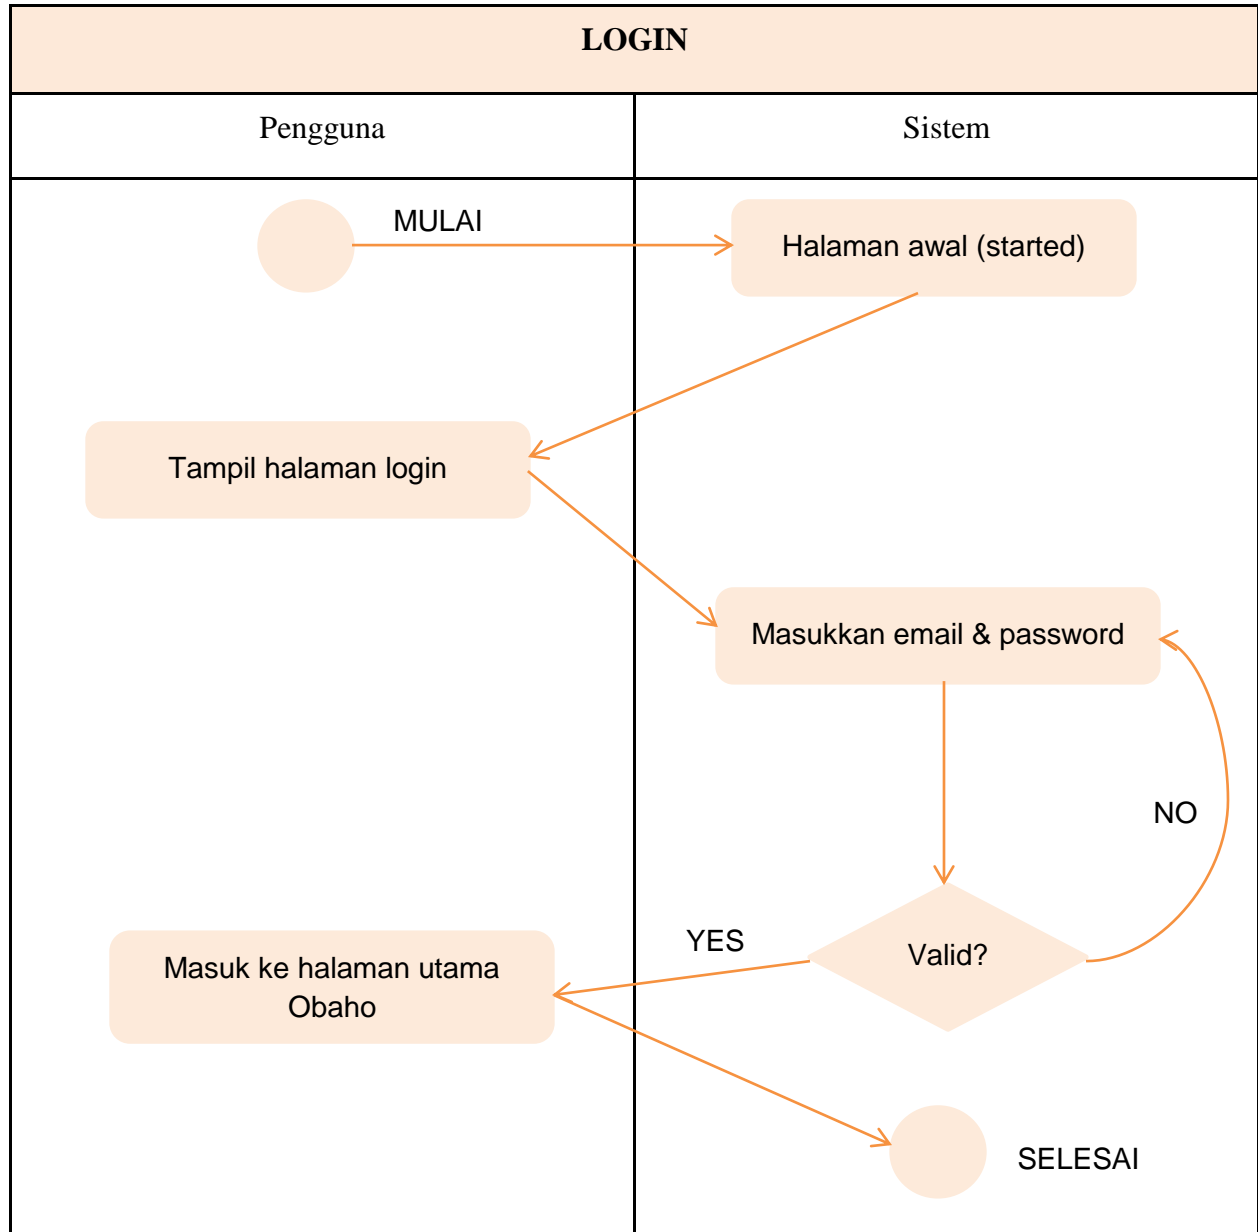 LOGIN
Pengguna
Sistem
MULAI
Halaman awal (started)
Tampil halaman login
Masukkan email & password
NO
YES
Valid?
Masuk ke halaman utama
Obaho
SELESAI